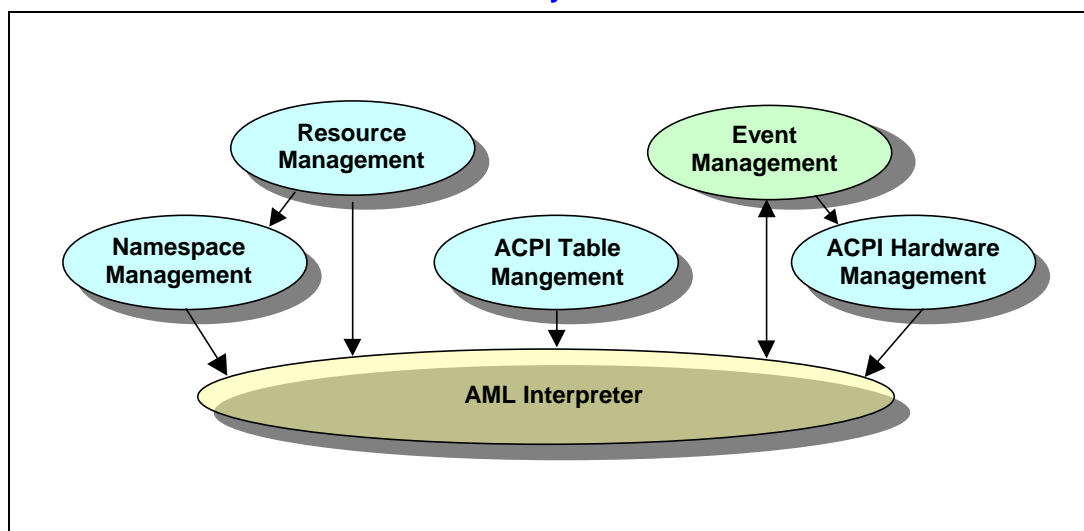 Resource
Management
Event
Management
Namespace
Management
ACPI Table
Mangement
ACPI Hardware
Management
AML Interpreter